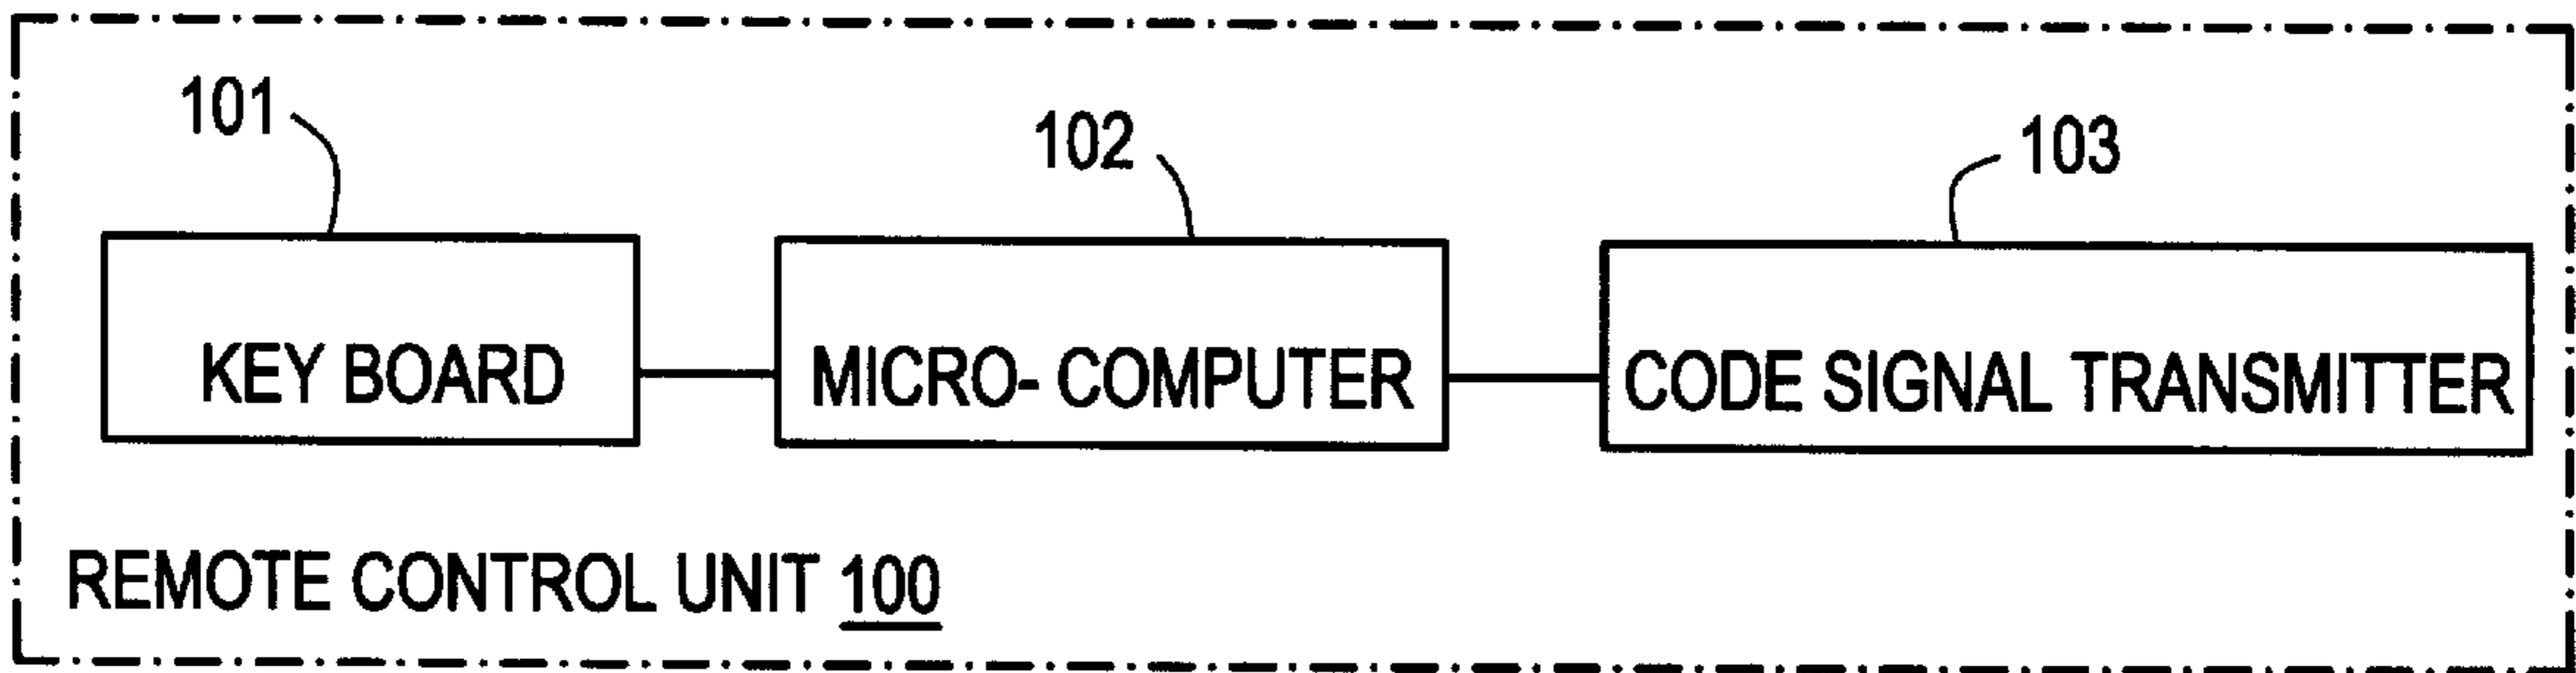 101
102
103
KEY BOARD
MICRO- COMPUTER
CODE SIGNAL TRANSMITTER
REMOTE CONTROL UNIT 100